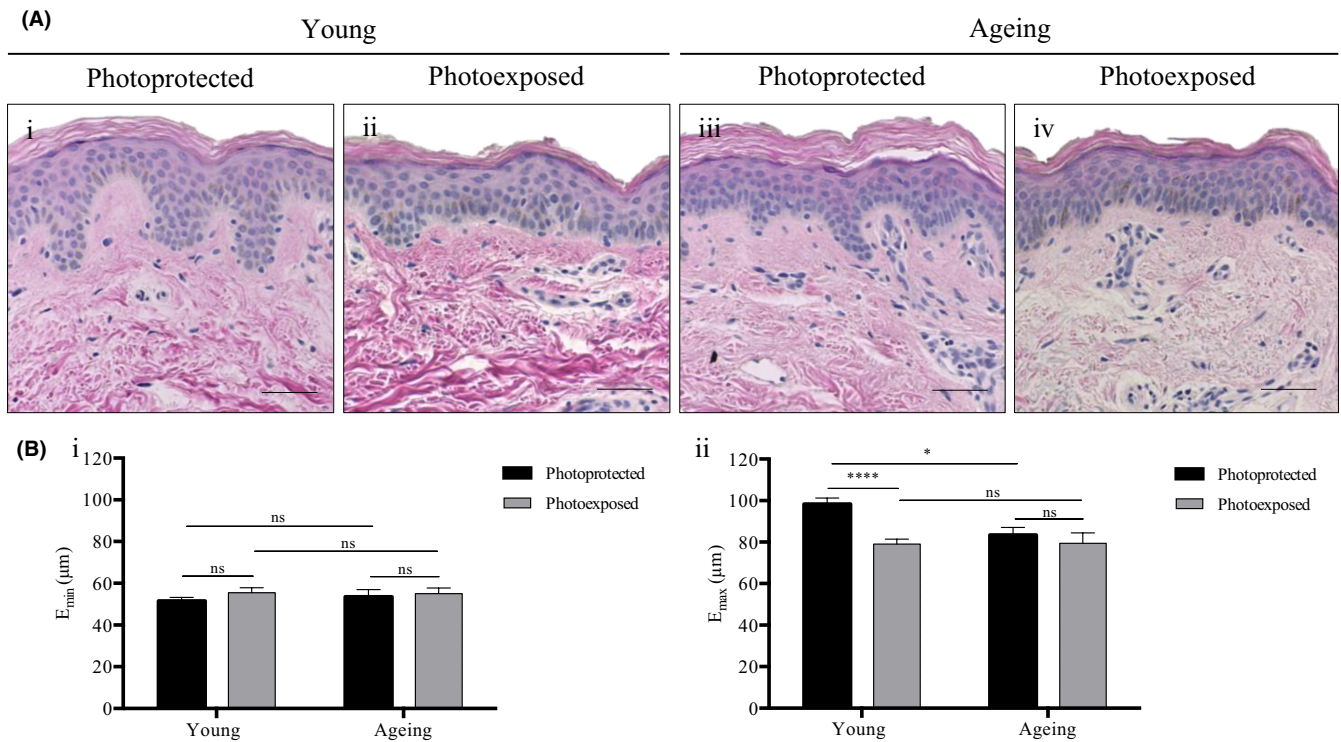 (A)
Young Ageing
Photoprotected Photoexposed Photoprotected Photoexposed
i ii iii iv
(B) i
120
100
80
60
40
20
0
E_min (μm)
ns
ns
ns ns
Young Ageing
Photoprotected
Photoexposed
ii
120
100
80
60
40
20
0
E_max (μm)
*
****
ns
ns
Young Ageing
Photoprotected
Photoexposed